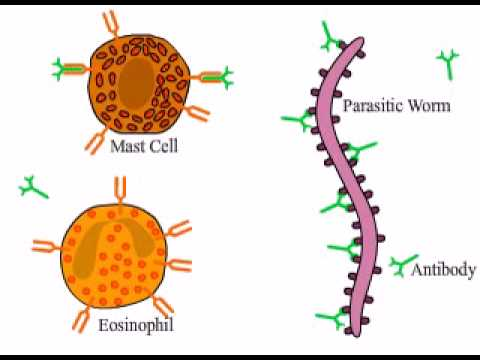 Parasitic Worm
Mast Cell
Antibody
Eosinophil